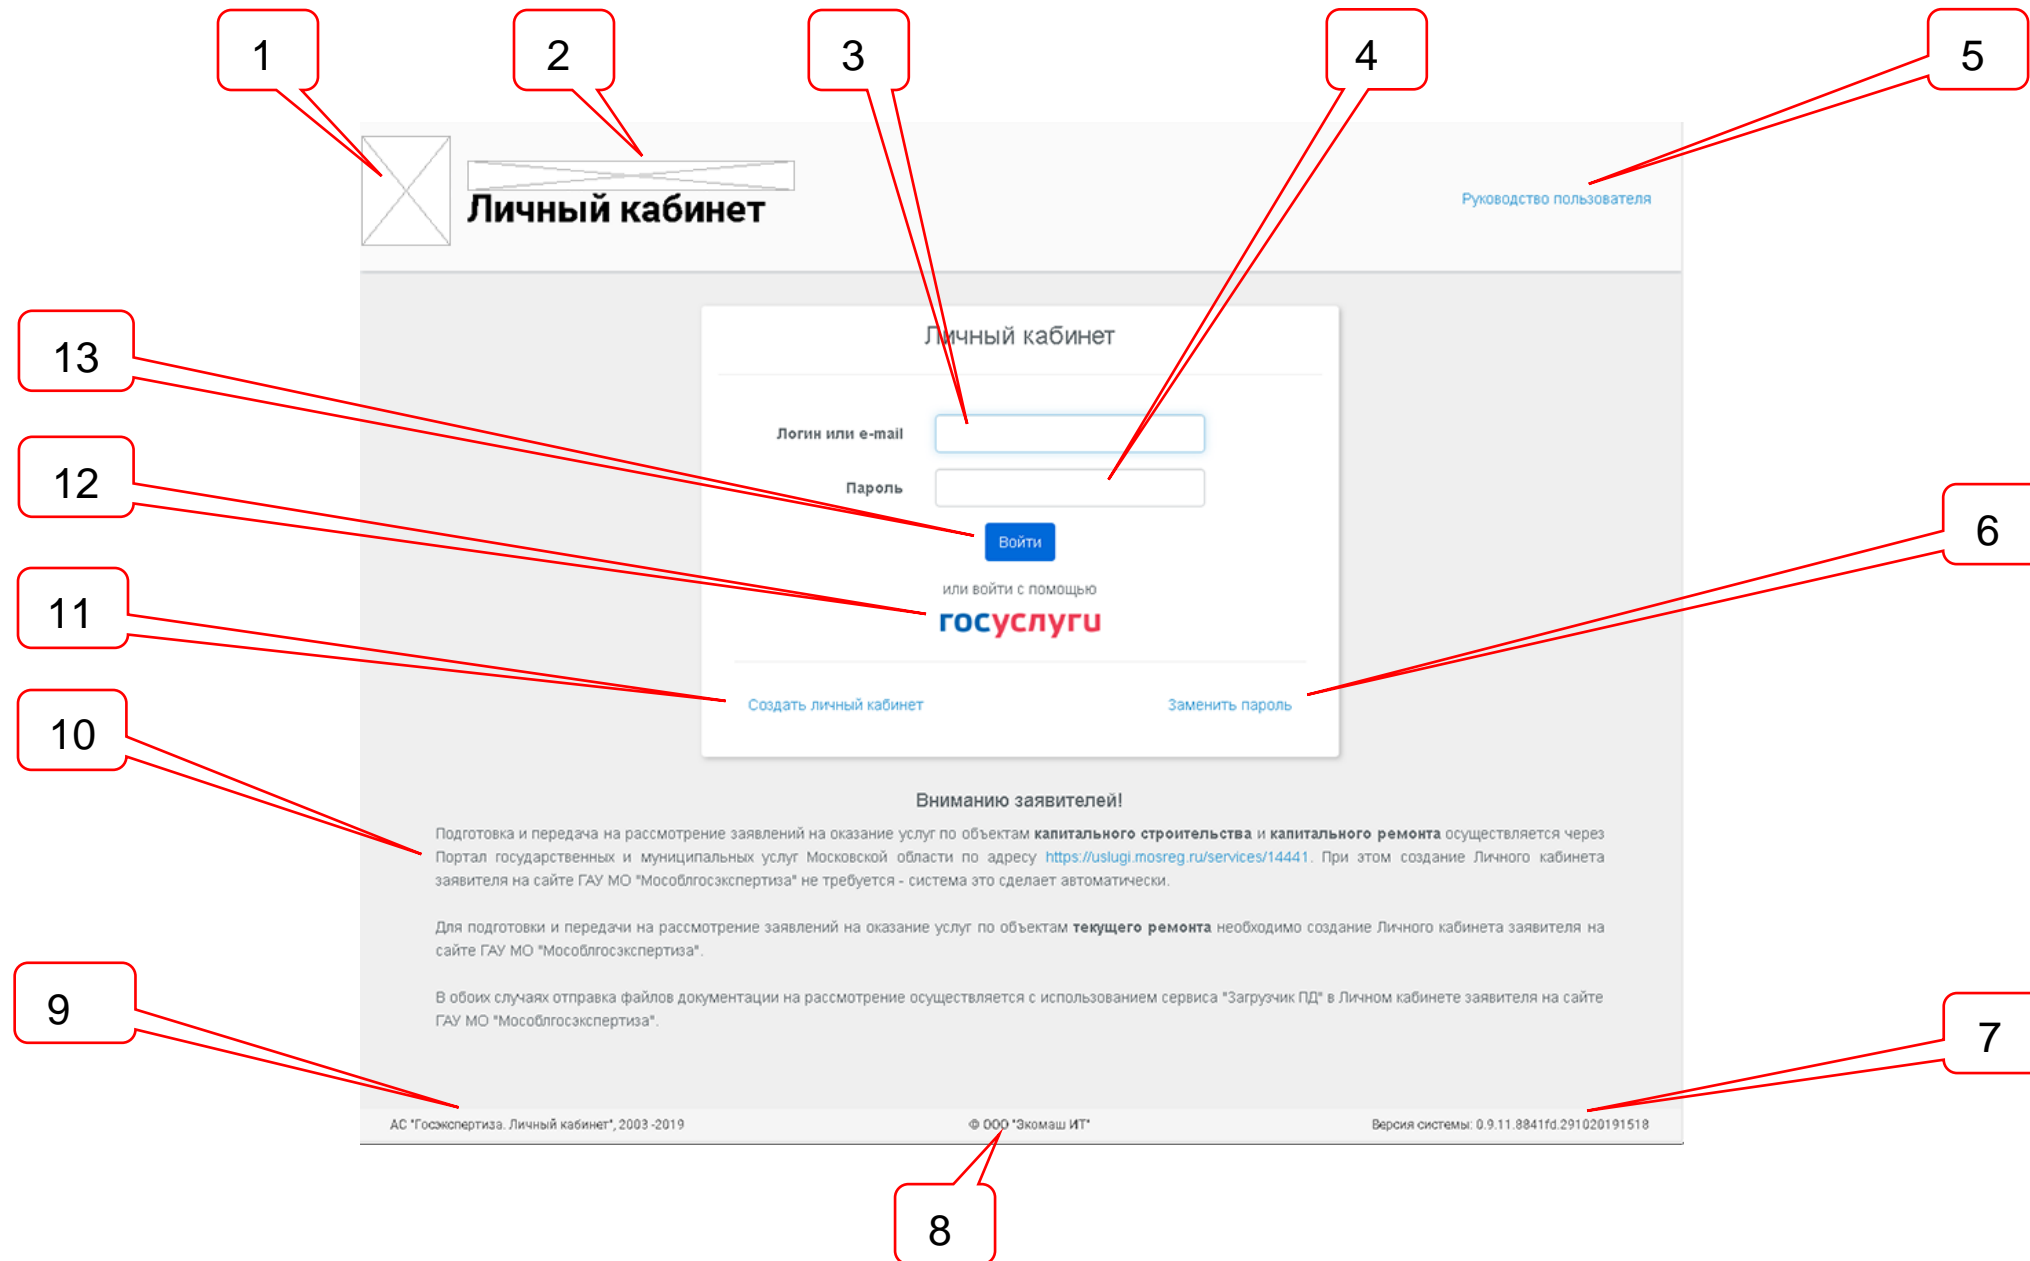 1
2
3
4
5
Личный кабинет
Руководство пользователя
Личный кабинет
13
Логин или e-mail
12
Пароль
6
Войти
или войти с помощью
11
госуслуги
Создать личный кабинет
Заменить пароль
10
Вниманию заявителей!
Подготовка и передача на рассмотрение заявлений на оказание услуг по объектам капитального строительства и капитального ремонта осуществляется через
Портал государственных и муниципальных услуг Московской области по адресу https://uslugi.mosreg.ru/services/14441. При этом создание Личного кабинета
заявителя на сайте ГАУ МО "Мособлгосэкспертиза" не требуется - система это сделает автоматически.
Для подготовки и передачи на рассмотрение заявлений на оказание услуг по объектам текущего ремонта необходимо создание Личного кабинета заявителя на
сайте ГАУ МО "Мособлгосэкспертиза".
В обоих случаях отправка файлов документации на рассмотрение осуществляется с использованием сервиса "Загрузчик ПД" в Личном кабинете заявителя на сайте
ГАУ МО "Мособлгосэкспертиза".
9
7
АС "Госэкспертиза. Личный кабинет", 2003 -2019
© ООО "Экомаш ИТ"
Версия системы: 0.9.11.8841fd.291020191518
8